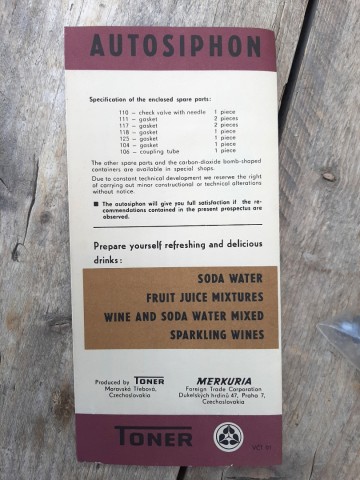 AUTOSIPHON
Specification of the enclosed spare parts:
110 — check valve with needle 1 piece
111 — gasket 2 pieces
117 — gasket 2 pieces
118 — gasket 1 piece
125 — gasket 1 piece
104 — gasket 1 piece
106 — coupling tube 1 piece
The other spare parts and the carbon-dioxide bomb-shaped
containers are available in special shops.
Due to constant technical development we reserve the right
of carrying out minor constructional or technical alterations
without notice.
■ The autosiphon will give you full satisfaction if the re-
commendations contained in the present prospectus are
observed.
Prepare yourself refreshing and delicious
drinks:
SODA WATER
FRUIT JUICE MIXTURES
WINE AND SODA WATER MIXED
SPARKLING WINES
Produced by TONER
Moravská Třebová,
Czechoslovakia
MERKURIA
Foreign Trade Corporation
Dukelských hrdinů 47, Praha 7,
Czechoslovakia
TONER